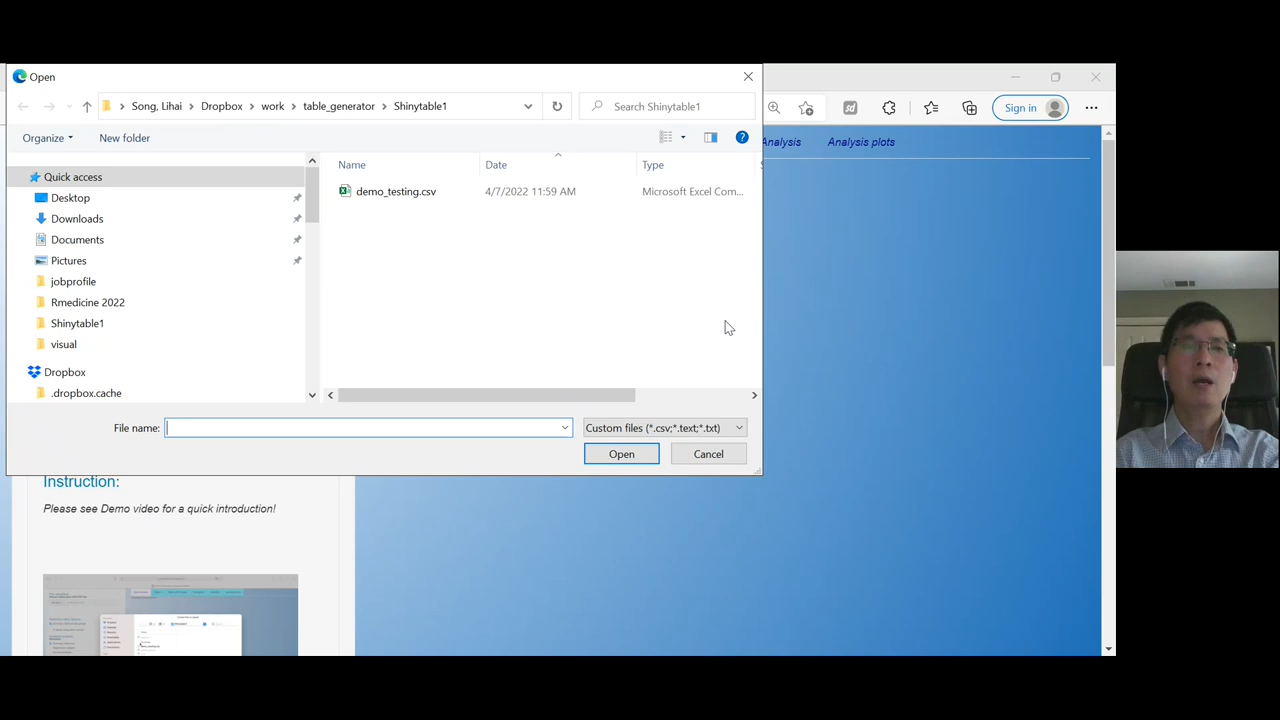 Open
Song, Lihai
Dropbox
work
table_generator
Shinytable1
Search Shinytable1
Sign in
Organize
New folder
Analysis
Analysis plots
Name
Date
Type
Quick access
demo_testing.csv
4/7/2022 11:59 AM
Microsoft Excel Com...
Desktop
Downloads
Documents
Pictures
jobprofile
Rmedicine 2022
Shinytable1
visual
Dropbox
.dropbox.cache
File name:
Custom files (*.csv;*.text;*.txt)
Open
Cancel
Instruction:
Please see Demo video for a quick introduction!